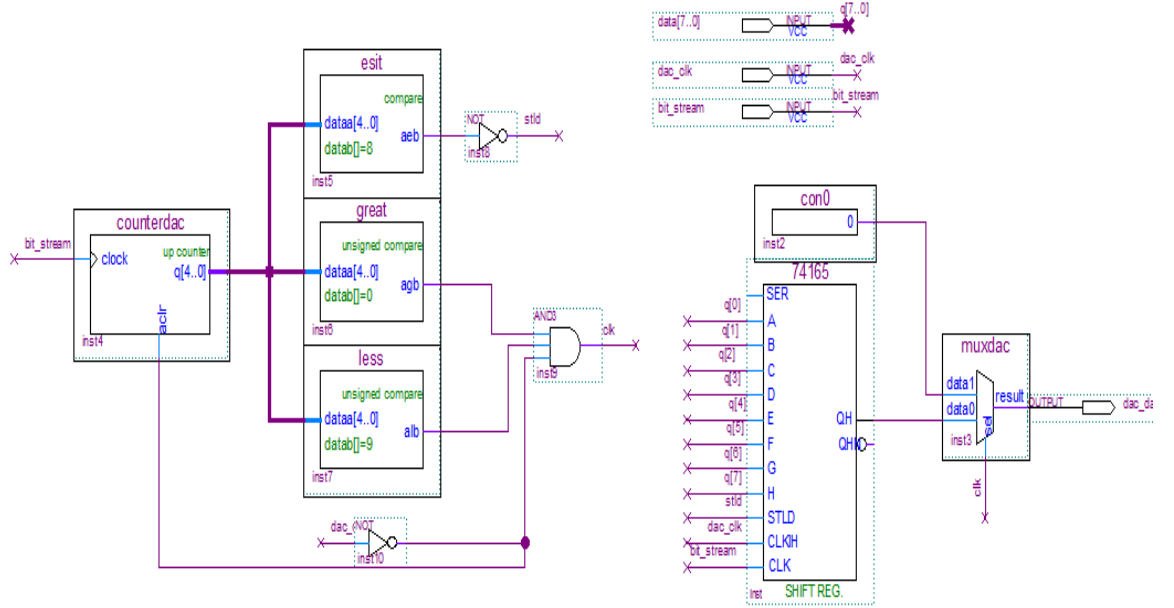 esit
compare
dataa[4..0]
aeb
datab[]=8
inst5
NOT
inst8
stld
great
unsigned compare
dataa[4..0]
agb
datab[]=0
inst6
less
unsigned compare
dataa[4..0]
alb
datab[]=9
inst7
counterdac
bit_stream
up counter
clock
q[4..0]
aclr
inst4
AND3
clk
inst9
dac_
NOT
inst10
data[7..0]
INPUT
VCC
q[7..0]
dac_clk
INPUT
VCC
dac_clk
bit_stream
INPUT
VCC
bit_stream
con0
0
inst2
74165
SER
q[0]
A
q[1]
B
q[2]
C
q[3]
D
q[4]
E
q[5]
F
q[6]
G
q[7]
H
stld
STLD
dac_clk
CLKIH
bit_stream
CLK
QH
QHN
inst
SHIFT REG.
muxdac
data1
data0
result
sel
inst3
clk
OUTPUT
dac_da